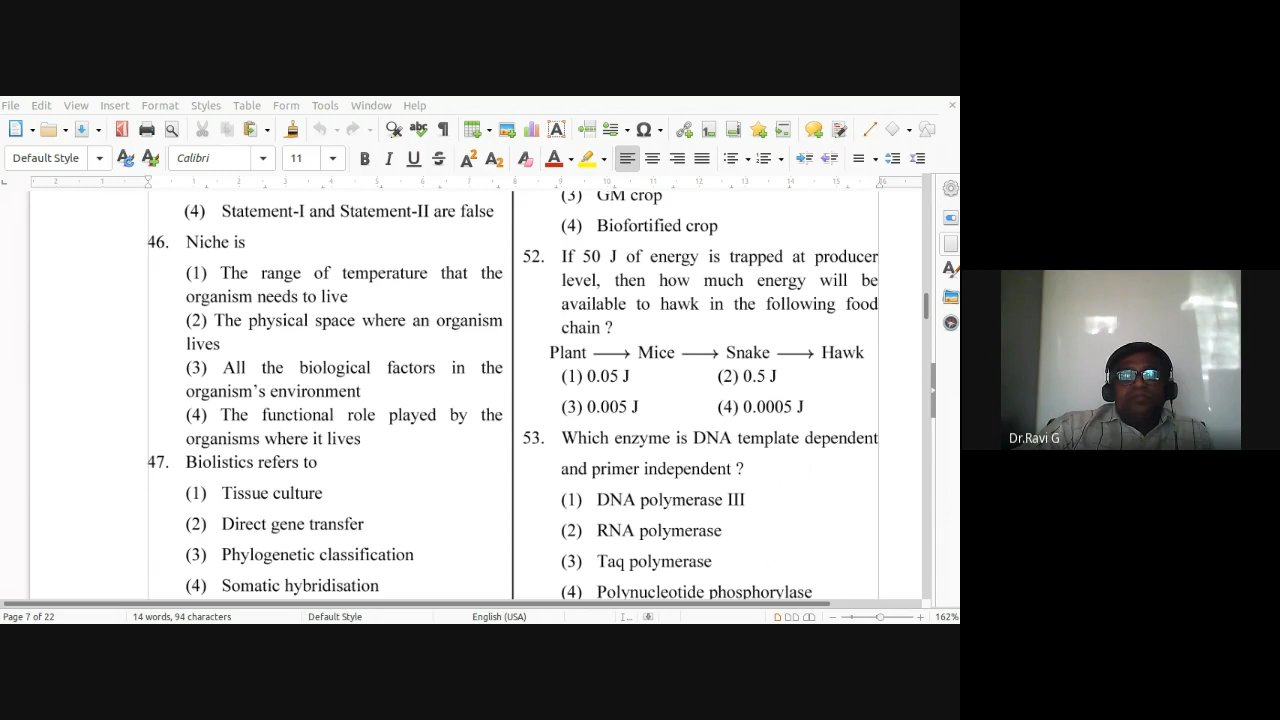 File Edit View Insert Format Styles Table Form Tools Window Help
Default Style Calibri 11
(4) Statement-I and Statement-II are false
46. Niche is
(1) The range of temperature that the
organism needs to live
(2) The physical space where an organism
lives
(3) All the biological factors in the
organism's environment
(4) The functional role played by the
organisms where it lives
47. Biolistics refers to
(1) Tissue culture
(2) Direct gene transfer
(3) Phylogenetic classification
(4) Somatic hybridisation
(3) GM crop
(4) Biofortified crop
52. If 50 J of energy is trapped at producer
level, then how much energy will be
available to hawk in the following food
chain ?
Plant ⟶ Mice ⟶ Snake ⟶ Hawk
(1) 0.05 J (2) 0.5 J
(3) 0.005 J (4) 0.0005 J
53. Which enzyme is DNA template dependent
and primer independent ?
(1) DNA polymerase III
(2) RNA polymerase
(3) Taq polymerase
(4) Polynucleotide phosphorylase
Page 7 of 22 14 words, 94 characters Default Style English (USA) 162%
Dr.Ravi G